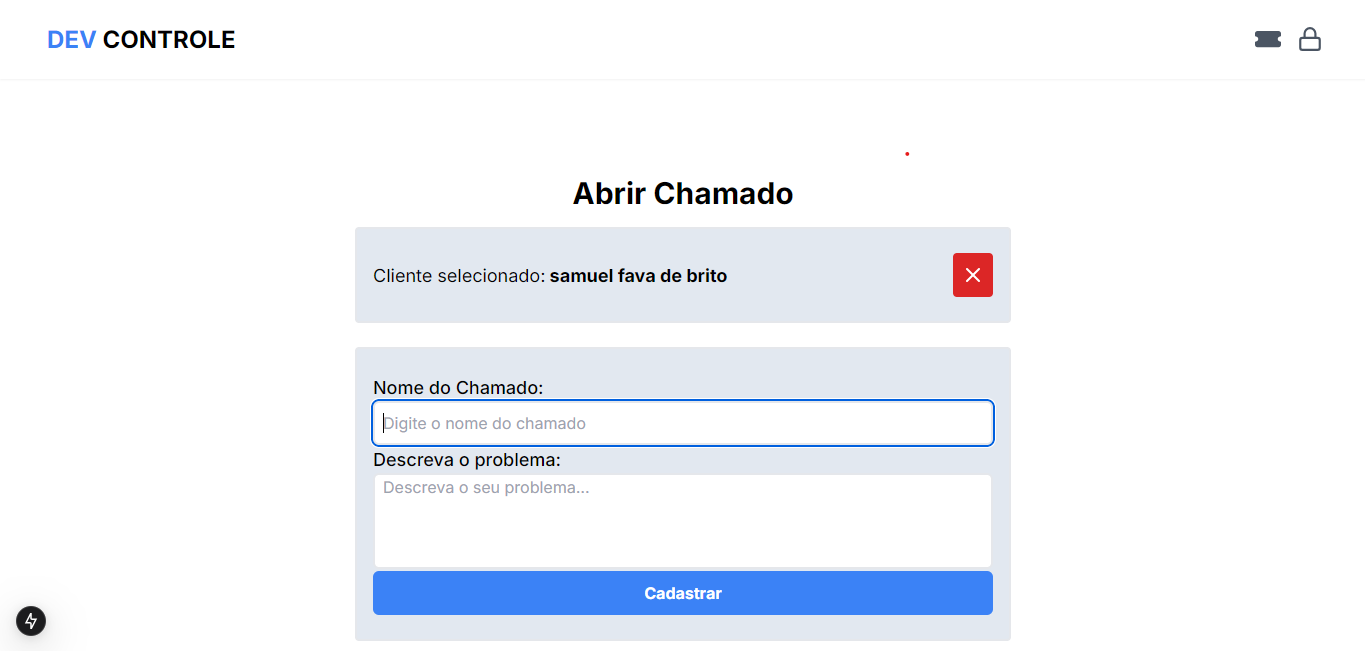 DEV CONTROLE
Abrir Chamado
Cliente selecionado: samuel fava de brito
Nome do Chamado:
Digite o nome do chamado
Descreva o problema:
Descreva o seu problema...
Cadastrar